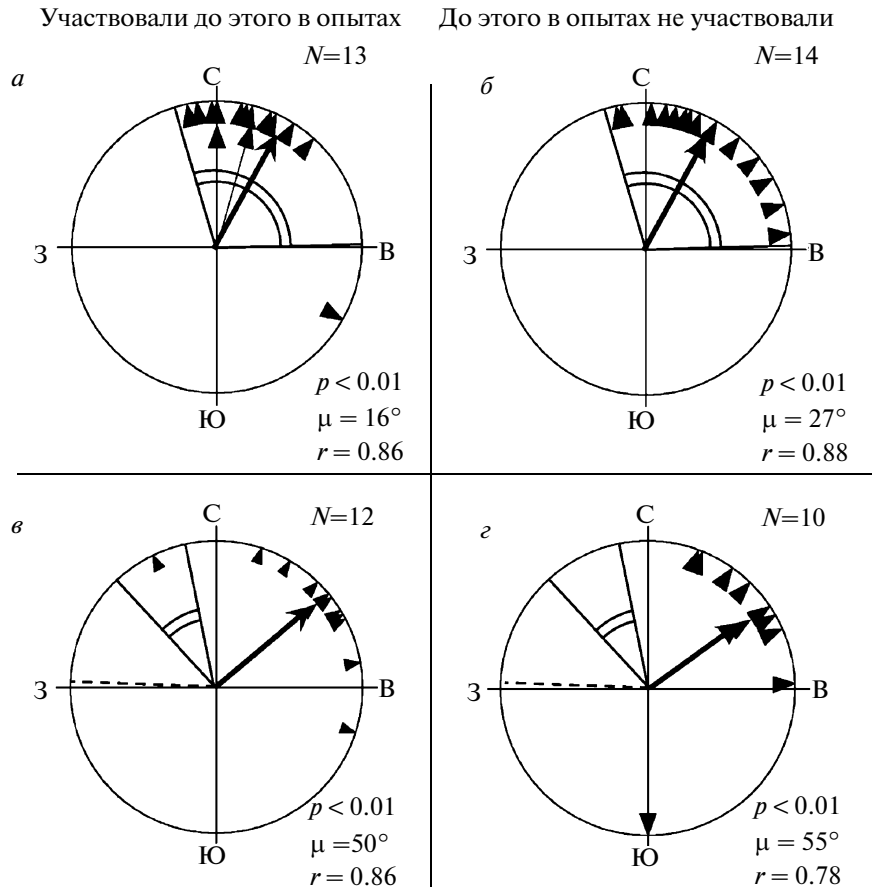 Участвовали до этого в опытах
До этого в опытах не участвовали
а
N=13
С
З
В
Ю
p < 0.01
μ = 16°
r = 0.86
б
N=14
С
З
В
Ю
p < 0.01
μ = 27°
r = 0.88
в
N=12
С
З
В
Ю
p < 0.01
μ =50°
r = 0.86
г
N=10
С
З
В
Ю
p < 0.01
μ = 55°
r = 0.78